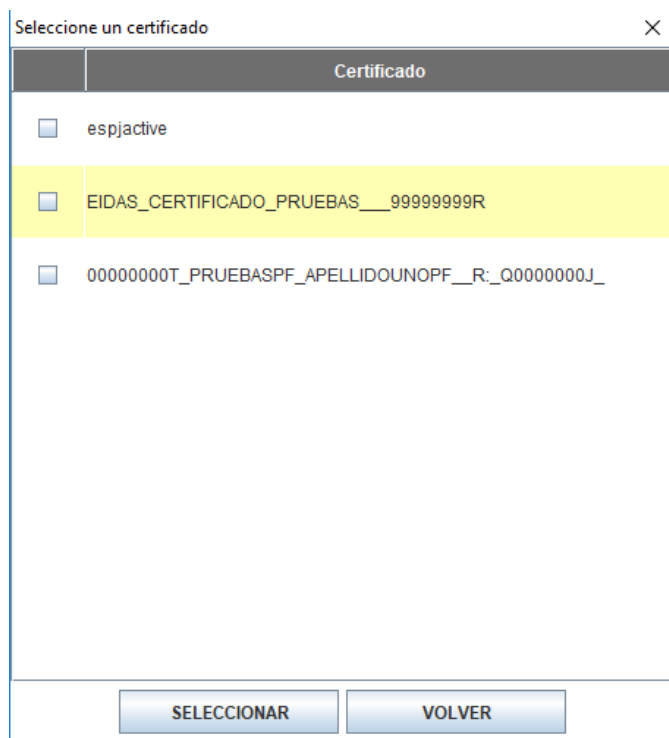 Seleccione un certificado
Certificado
espjactive
EIDAS_CERTIFICADO_PRUEBAS___99999999R
00000000T_PRUEBASPF_APELLIDOUNOPF__R:_Q0000000J_
SELECCIONAR VOLVER